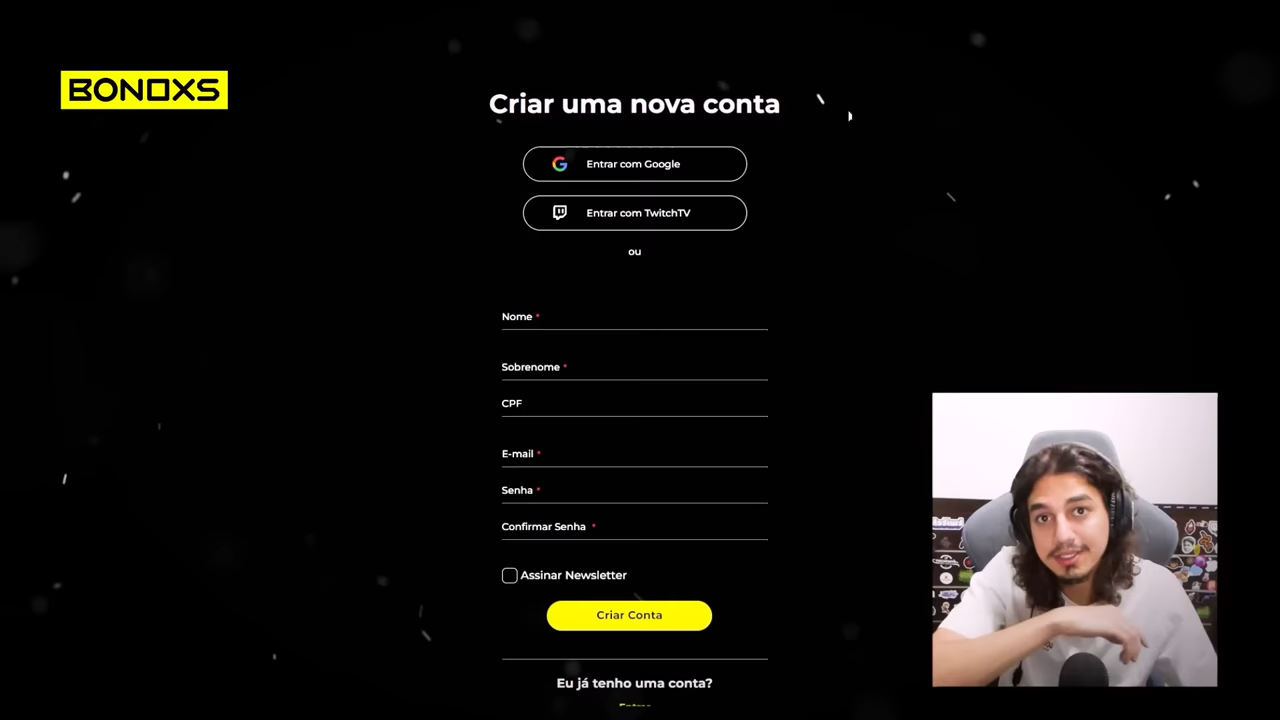 BONOXS
Criar uma nova conta
Entrar com Google
Entrar com TwitchTV
ou
Nome *
Sobrenome *
CPF
E-mail *
Senha *
Confirmar Senha *
Assinar Newsletter
Criar Conta
Eu já tenho uma conta?